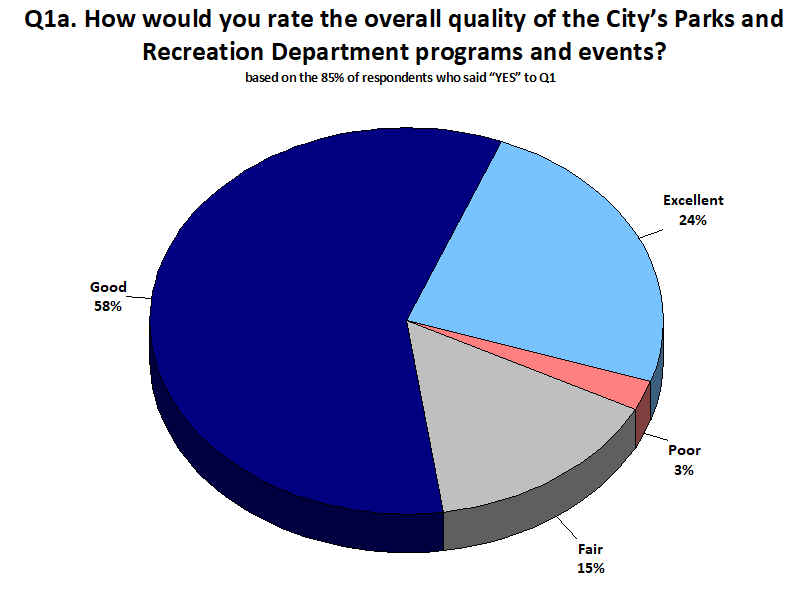 Q1a. How would you rate the overall quality of the City’s Parks and
Recreation Department programs and events?
based on the 85% of respondents who said “YES” to Q1
Excellent
24%
Good
58%
Poor
3%
Fair
15%